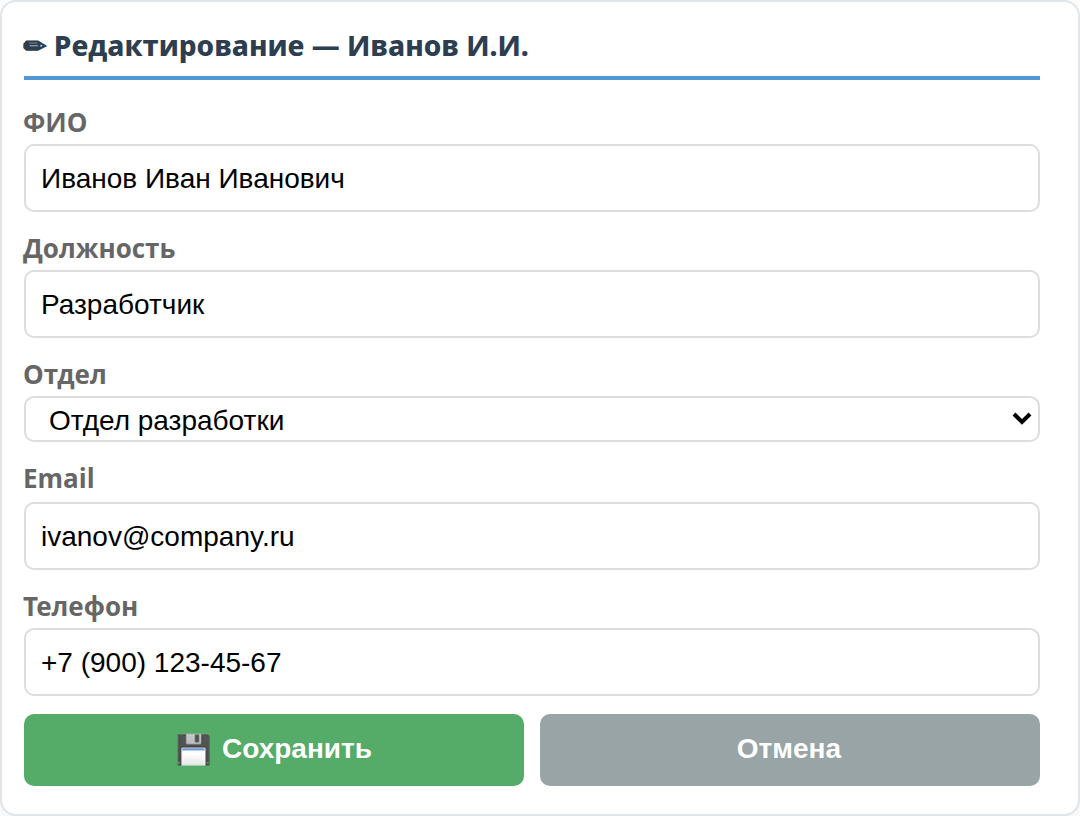 ✏ Редактирование — Иванов И.И.
ФИО
Иванов Иван Иванович
Должность
Разработчик
Отдел
Отдел разработки
Email
ivanov@company.ru
Телефон
+7 (900) 123-45-67
💾 Сохранить
Отмена